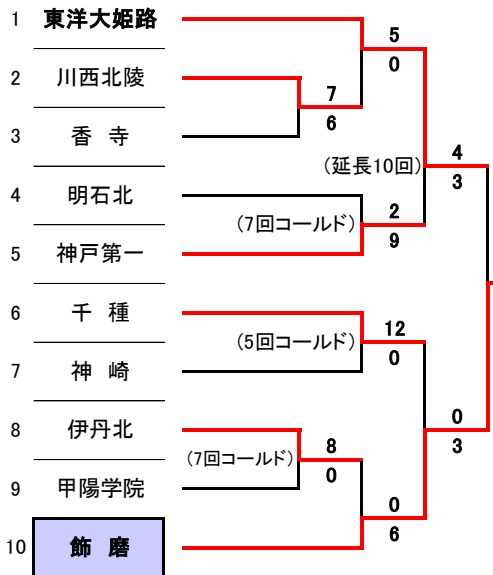 1 東洋大姫路
5
0
2 川西北陵
7
6
3 香 寺
(延長10回)
4
3
4 明石北
(7回コールド)
2
9
5 神戸第一
6 千 種
(5回コールド)
12
0
7 神 崎
8 伊丹北
(7回コールド)
8
0
0
3
9 甲陽学院
0
6
10 飾 磨